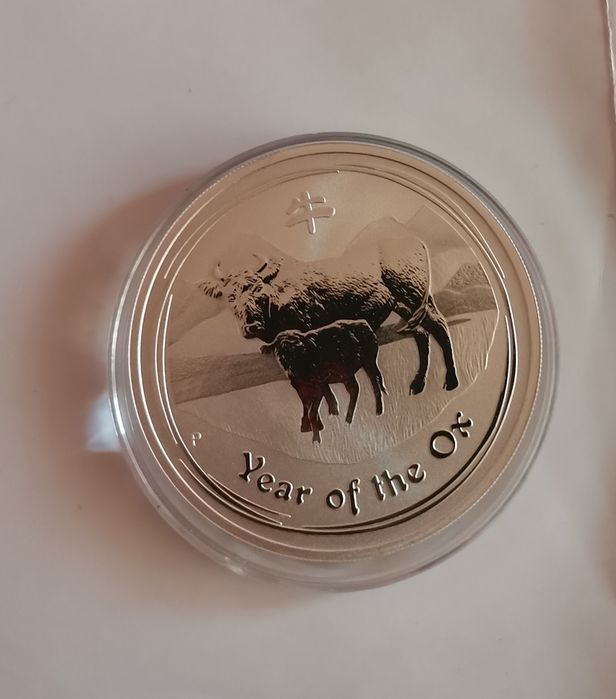 牛
P
Year of the Ox